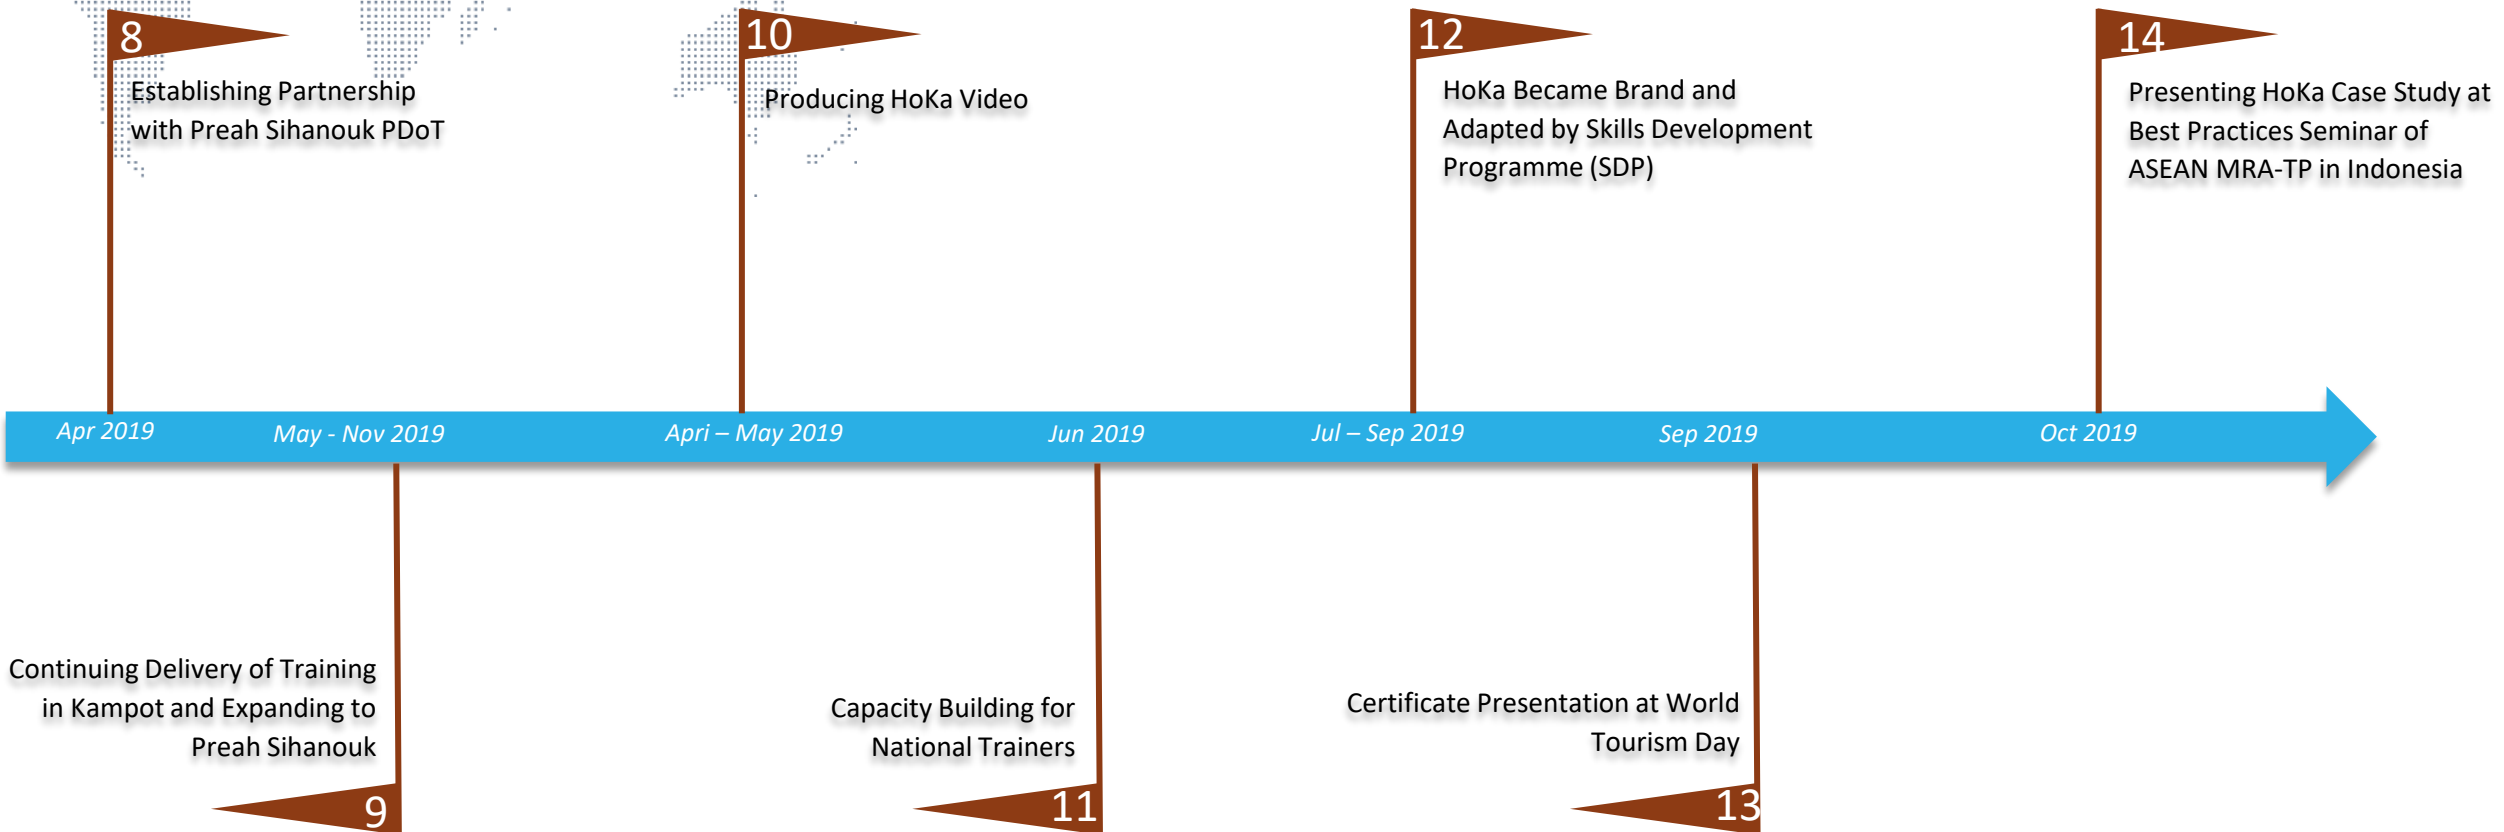 8
Establishing Partnership
with Preah Sihanouk PDoT
10
Producing HoKa Video
12
HoKa Became Brand and
Adapted by Skills Development
Programme (SDP)
14
Presenting HoKa Case Study at
Best Practices Seminar of
ASEAN MRA-TP in Indonesia
Apr 2019
May - Nov 2019
Apri – May 2019
Jun 2019
Jul – Sep 2019
Sep 2019
Oct 2019
Continuing Delivery of Training
in Kampot and Expanding to
Preah Sihanouk
9
Capacity Building for
National Trainers
11
Certificate Presentation at World
Tourism Day
13